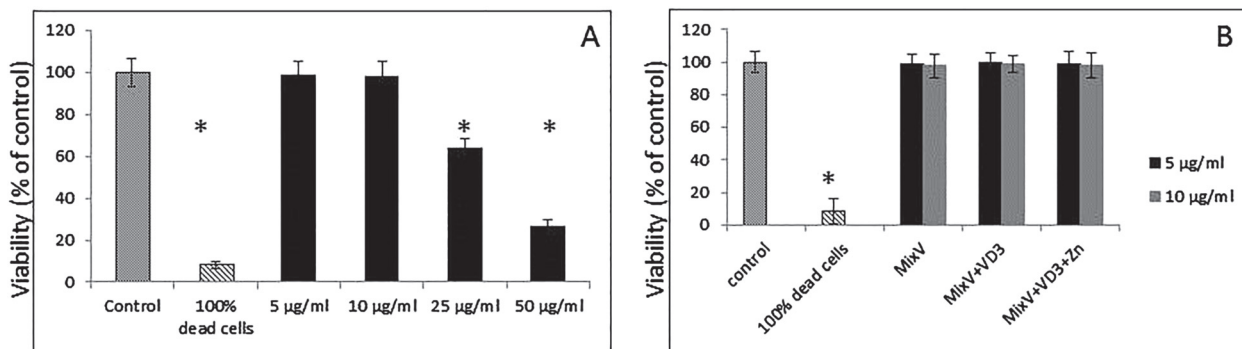 A
Viability (% of control)
120
100
80
60
40
20
0
*
*
*
Control
100%
dead cells
5 µg/ml
10 µg/ml
25 µg/ml
50 µg/ml
B
Viability (% of control)
120
100
80
60
40
20
0
*
control
100% dead cells
MixV
MixV+VD3
MixV+VD3+Zn
5 µg/ml
10 µg/ml